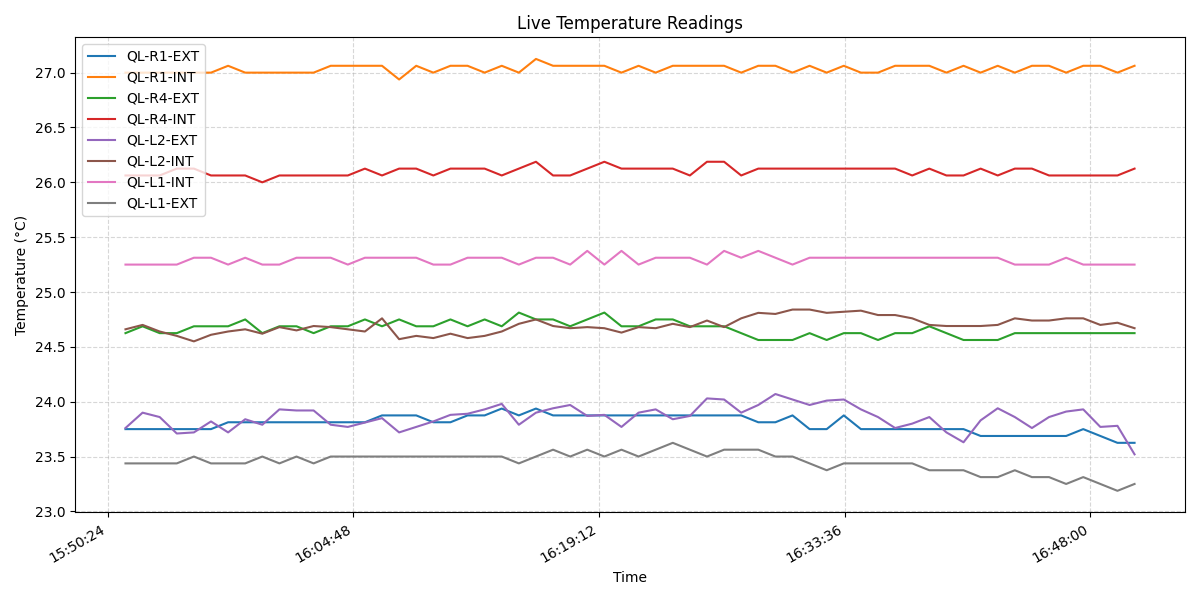 Live Temperature Readings
QL-R1-EXT
QL-R1-INT
QL-R4-EXT
QL-R4-INT
QL-L2-EXT
QL-L2-INT
QL-L1-INT
QL-L1-EXT
27.0
26.5
26.0
25.5
25.0
24.5
24.0
23.5
23.0
Temperature (°C)
15:50:24
16:04:48
16:19:12
16:33:36
16:48:00
Time